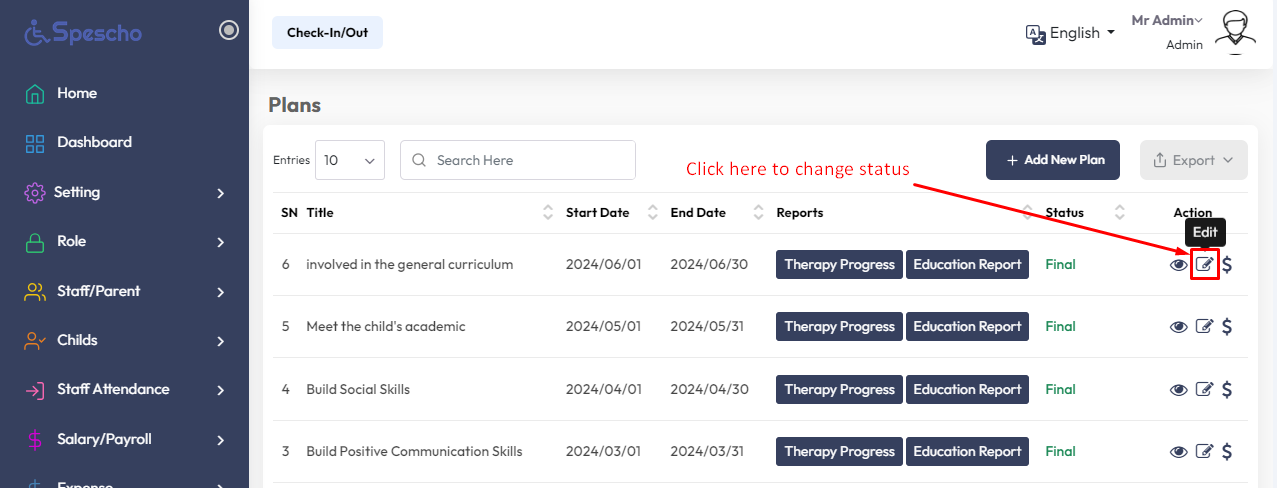 Spescho
Check-In/Out
English
Mr Admin
Admin
Home
Dashboard
Setting
Role
Staff/Parent
Childs
Staff Attendance
Salary/Payroll
Expense
Plans
Entries 10 Search Here
Click here to change status
+ Add New Plan Export
SN Title Start Date End Date Reports Status Action
Edit
6 involved in the general curriculum 2024/06/01 2024/06/30 Therapy Progress Education Report Final $
5 Meet the child's academic 2024/05/01 2024/05/31 Therapy Progress Education Report Final $
4 Build Social Skills 2024/04/01 2024/04/30 Therapy Progress Education Report Final $
3 Build Positive Communication Skills 2024/03/01 2024/03/31 Therapy Progress Education Report Final $